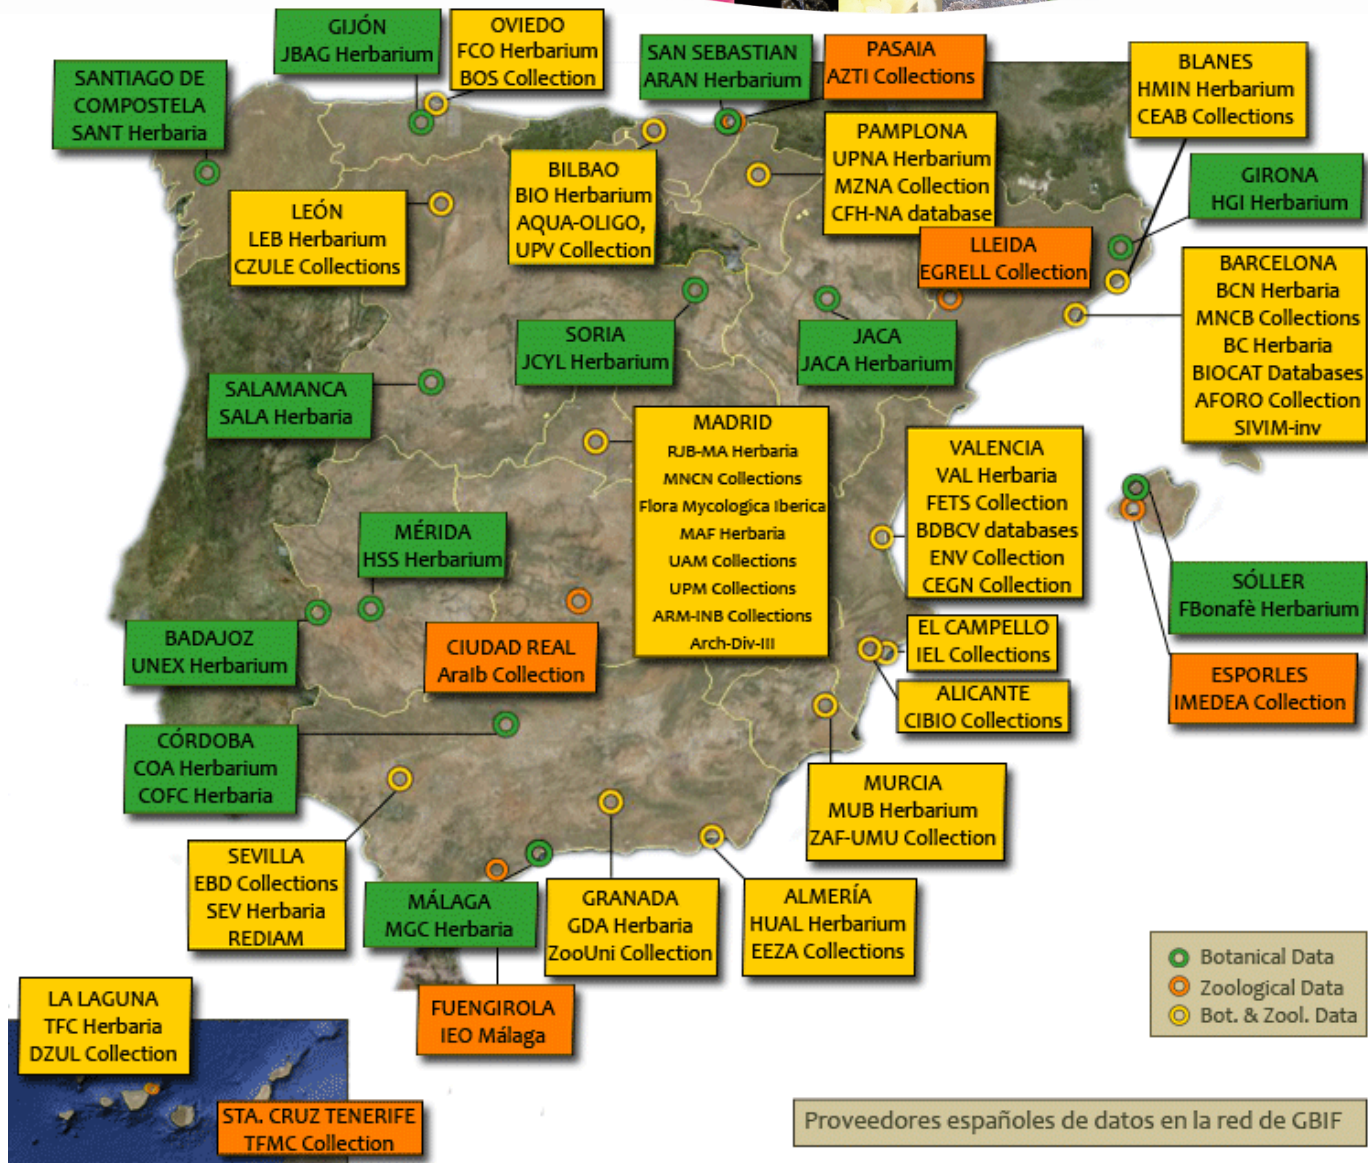 GIJÓN
JBAG Herbarium
OVIEDO
FCO Herbarium
BOS Collection
SAN SEBASTIAN
ARAN Herbarium
PASAIA
AZTI Collections
BLANES
HMIN Herbarium
CEAB Collections
SANTIAGO DE
COMPOSTELA
SANT Herbaria
PAMPLONA
UPNA Herbarium
MZNA Collection
CFH-NA database
BILBAO
BIO Herbarium
AQUA-OLIGO,
UPV Collection
GIRONA
HGI Herbarium
LEÓN
LEB Herbarium
CZULE Collections
LLEIDA
EGRELL Collection
BARCELONA
BCN Herbaria
MNCB Collections
BC Herbaria
BIOCAT Databases
AFORO Collection
SIVIM-inv
SORIA
JCYL Herbarium
JACA
JACA Herbarium
SALAMANCA
SALA Herbaria
MADRID
RJB-MA Herbaria
MNCN Collections
Flora Mycologica Iberica
MAF Herbaria
UAM Collections
UPM Collections
ARM-INB Collections
Arch-Div-III
VALENCIA
VAL Herbaria
FETS Collection
BDBCV databases
ENV Collection
CEGN Collection
MÉRIDA
HSS Herbarium
SÓLLER
FBonafè Herbarium
BADAJOZ
UNEX Herbarium
CIUDAD REAL
AraIb Collection
EL CAMPELLO
IEL Collections
ESPORLES
IMEDEA Collection
ALICANTE
CIBIO Collections
CÓRDOBA
COA Herbarium
COFC Herbaria
MURCIA
MUB Herbarium
ZAF-UMU Collection
SEVILLA
EBD Collections
SEV Herbaria
REDIAM
MÁLAGA
MGC Herbaria
GRANADA
GDA Herbaria
ZooUni Collection
ALMERÍA
HUAL Herbarium
EEZA Collections
Botanical Data
Zoological Data
Bot. & Zool. Data
LA LAGUNA
TFC Herbaria
DZUL Collection
FUENGIROLA
IEO Málaga
STA. CRUZ TENERIFE
TFMC Collection
Proveedores españoles de datos en la red de GBIF